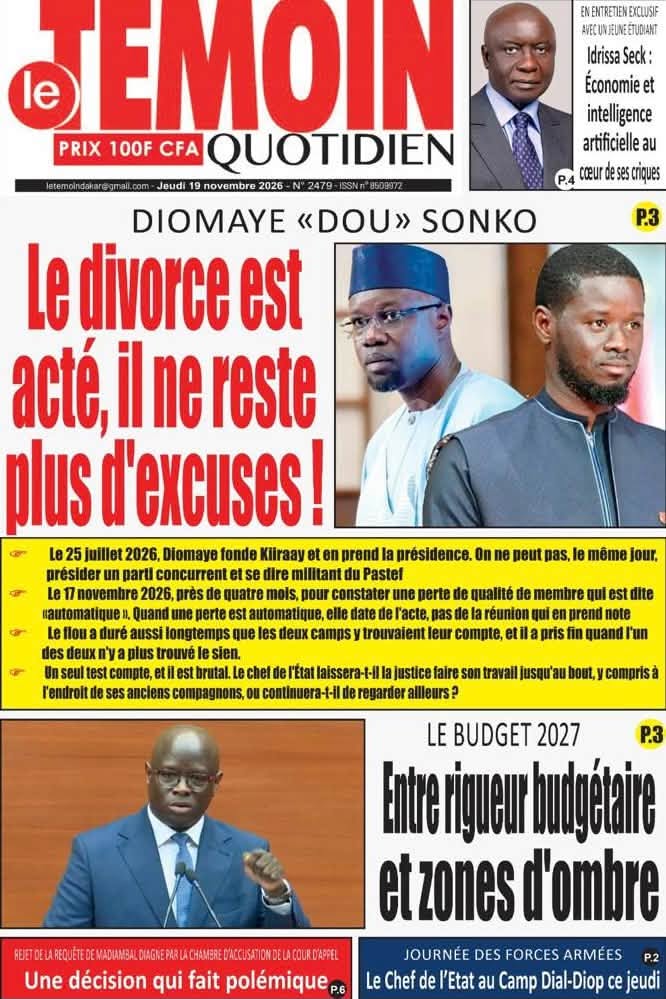 le TEMOIN
PRIX 100F CFA QUOTIDIEN
letemoindakar@gmail.com - Jeudi 19 novembre 2026 - N° 2479 - ISSN n° 8509972
EN ENTRETIEN EXCLUSIF
AVEC UN JEUNE ÉTUDIANT
Idrissa Seck :
Économie et
intelligence
artificielle au
cœur de ses criques
P.4
DIOMAYE «DOU» SONKO
P.3
Le divorce est
acté, il ne reste
plus d'excuses !
Le 25 juillet 2026, Diomaye fonde Kiiraay et en prend la présidence. On ne peut pas, le même jour,
présider un parti concurrent et se dire militant du Pastef
Le 17 novembre 2026, près de quatre mois, pour constater une perte de qualité de membre qui est dite
«automatique ». Quand une perte est automatique, elle date de l'acte, pas de la réunion qui en prend note
Le flou a duré aussi longtemps que les deux camps y trouvaient leur compte, et il a pris fin quand l'un
des deux n'y a plus trouvé le sien.
Un seul test compte, et il est brutal. Le chef de l'État laissera-t-il la justice faire son travail jusqu'au bout, y compris à
l'endroit de ses anciens compagnons, ou continuera-t-il de regarder ailleurs ?
LE BUDGET 2027
P.3
Entre rigueur budgétaire
et zones d'ombre
REJET DE LA REQUÊTE DE MADIAMBAL DIAGNE PAR LA CHAMBRE D'ACCUSATION DE LA COUR D'APPEL
Une décision qui fait polémique
P.6
JOURNÉE DES FORCES ARMÉES
P.2
Le Chef de l'Etat au Camp Dial-Diop ce jeudi